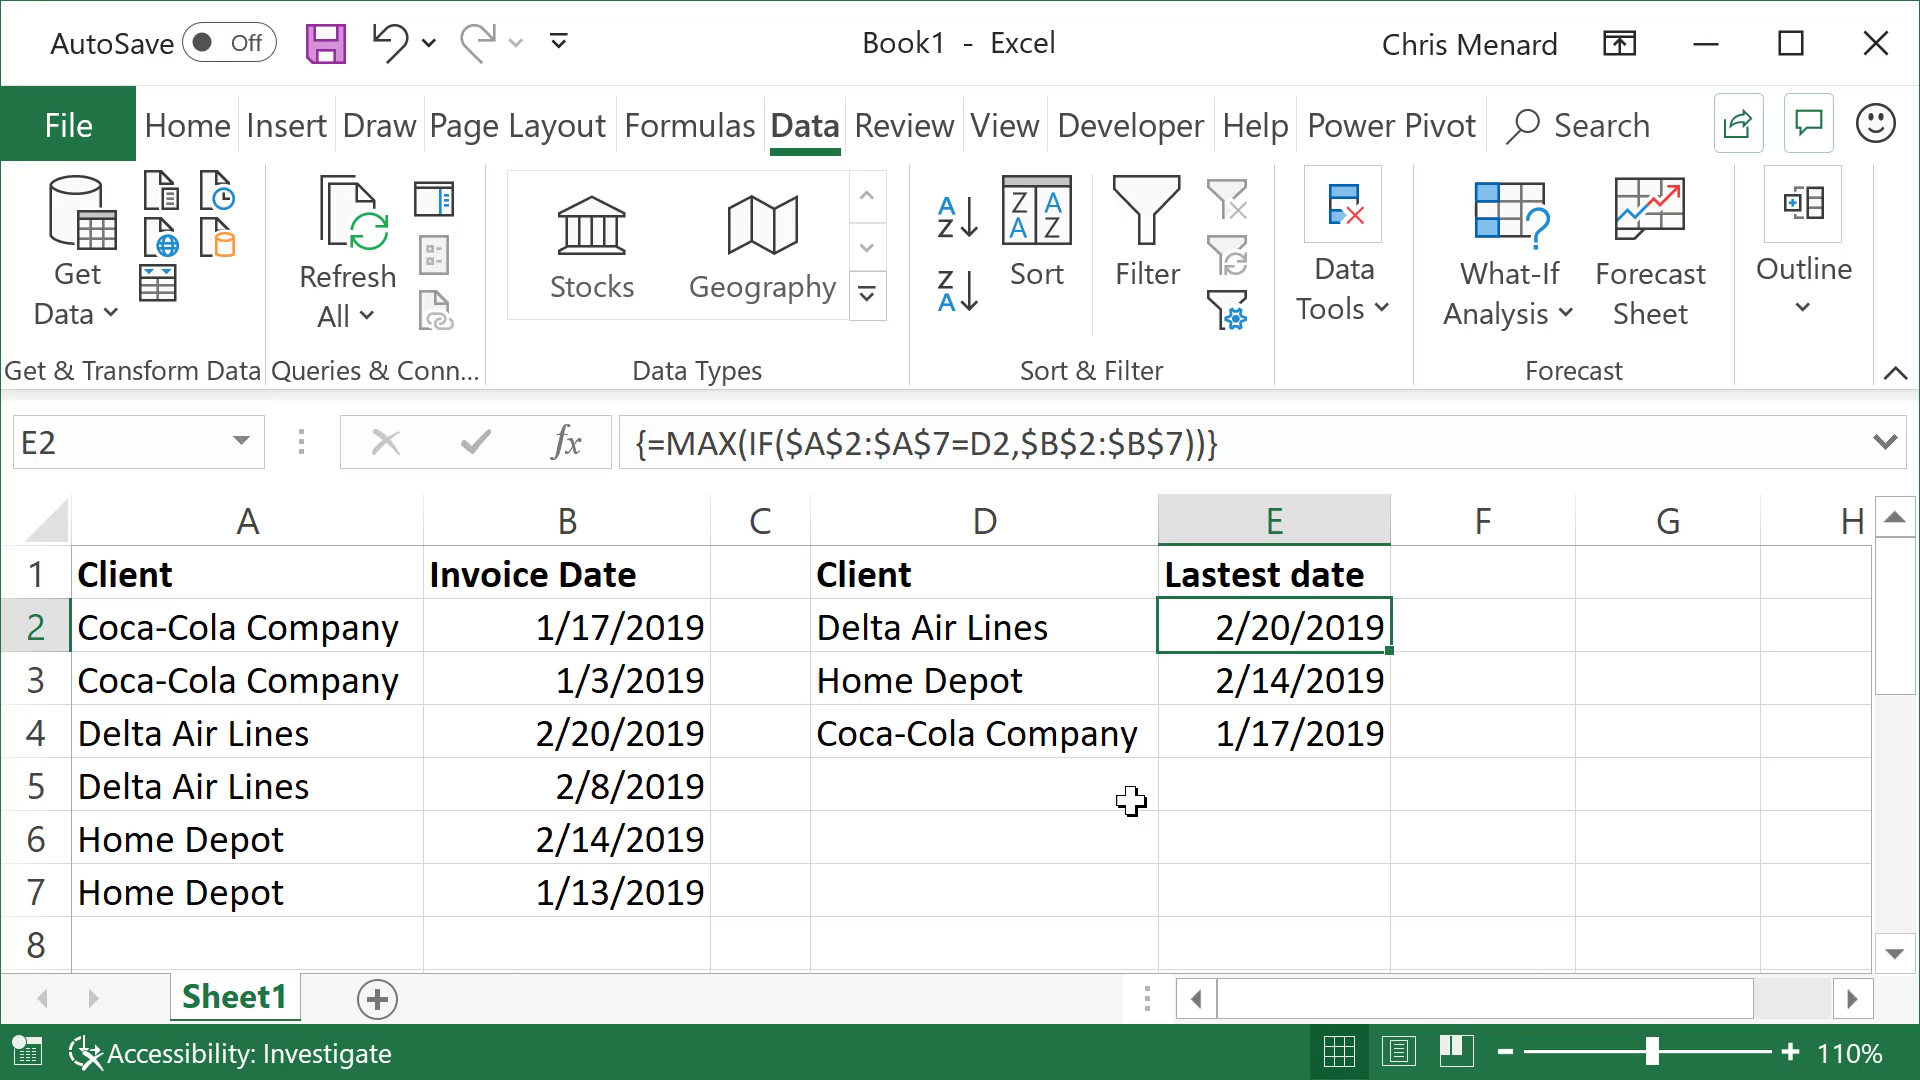 AutoSave Off Book1 - Excel Chris Menard
File Home Insert Draw Page Layout Formulas Data Review View Developer Help Power Pivot Search
Get Data
Refresh All
Stocks
Geography
A Z
Z A
Z A A Z
Sort
Filter
Data Tools
What-If Analysis
Forecast Sheet
Outline
Get & Transform Data Queries & Conn... Data Types Sort & Filter Forecast
E2 fx {=MAX(IF($A$2:$A$7=D2,$B$2:$B$7))}
A B C D E F G H
1 Client Invoice Date Client Lastest date
2 Coca-Cola Company 1/17/2019 Delta Air Lines 2/20/2019
3 Coca-Cola Company 1/3/2019 Home Depot 2/14/2019
4 Delta Air Lines 2/20/2019 Coca-Cola Company 1/17/2019
5 Delta Air Lines 2/8/2019
6 Home Depot 2/14/2019
7 Home Depot 1/13/2019
8
Sheet1
Accessibility: Investigate 110%